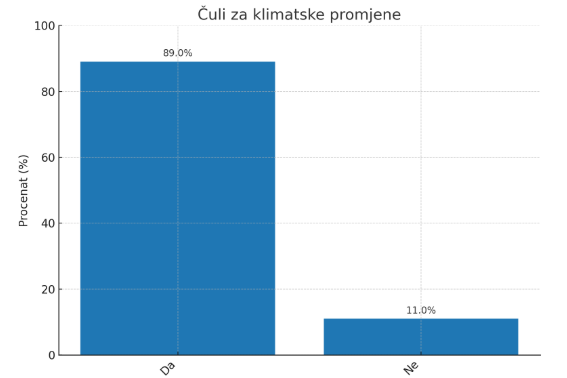 Čuli za klimatske promjene
Procenat (%)
100
80
60
40
20
0
89.0%
11.0%
Da
Ne